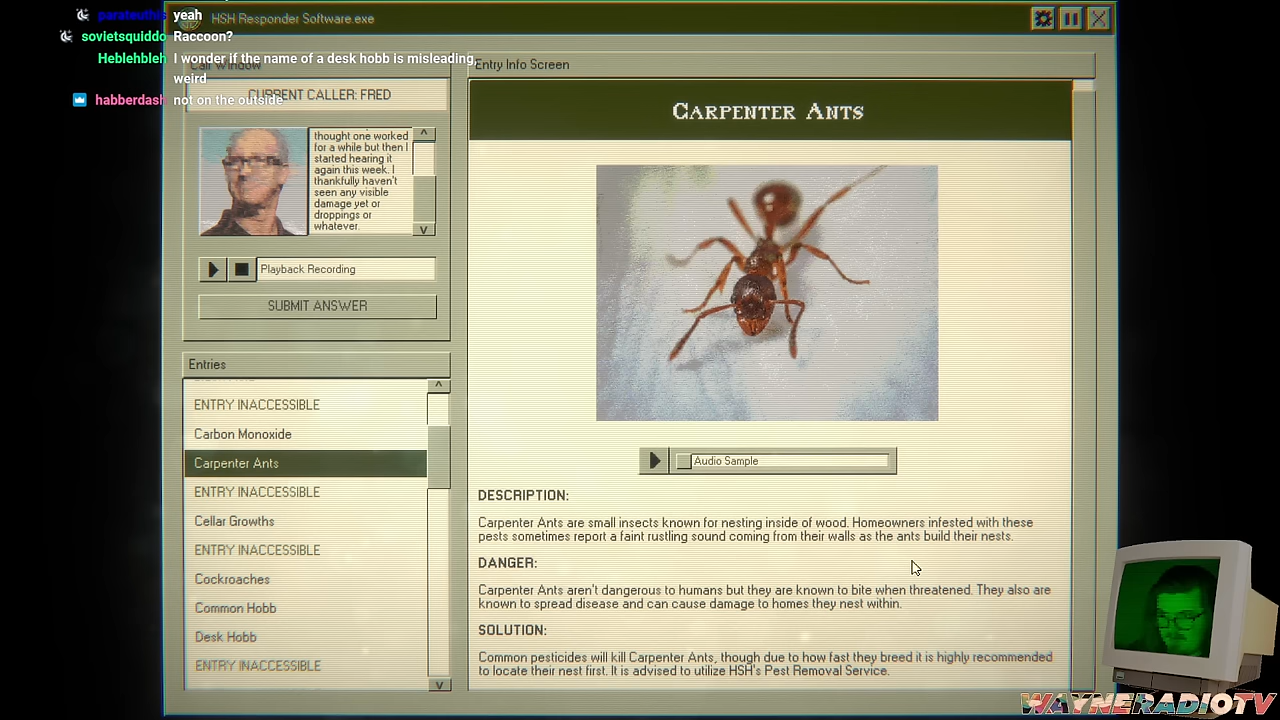 parateuthis yeah
sovietsquiddo Raccoon?
Heblehbleh I wonder if the name of a desk hobb is misleading,
weird
habberdash not on the outside
HSH Responder Software.exe
Call Window
CURRENT CALLER: FRED
thought one worked
for a while but then I
started hearing it
again this week. I
thankfully haven't
seen any visible
damage yet or
droppings or
whatever.
Playback Recording
SUBMIT ANSWER
Entries
ENTRY INACCESSIBLE
Carbon Monoxide
Carpenter Ants
ENTRY INACCESSIBLE
Cellar Growths
ENTRY INACCESSIBLE
Cockroaches
Common Hobb
Desk Hobb
ENTRY INACCESSIBLE
Entry Info Screen
CARPENTER ANTS
Audio Sample
DESCRIPTION:
Carpenter Ants are small insects known for nesting inside of wood. Homeowners infested with these
pests sometimes report a faint rustling sound coming from their walls as the ants build their nests.
DANGER:
Carpenter Ants aren't dangerous to humans but they are known to bite when threatened. They also are
known to spread disease and can cause damage to homes they nest within.
SOLUTION:
Common pesticides will kill Carpenter Ants, though due to how fast they breed it is highly recommended
to locate their nest first. It is advised to utilize HSH's Pest Removal Service.
WAYNERADIOTV